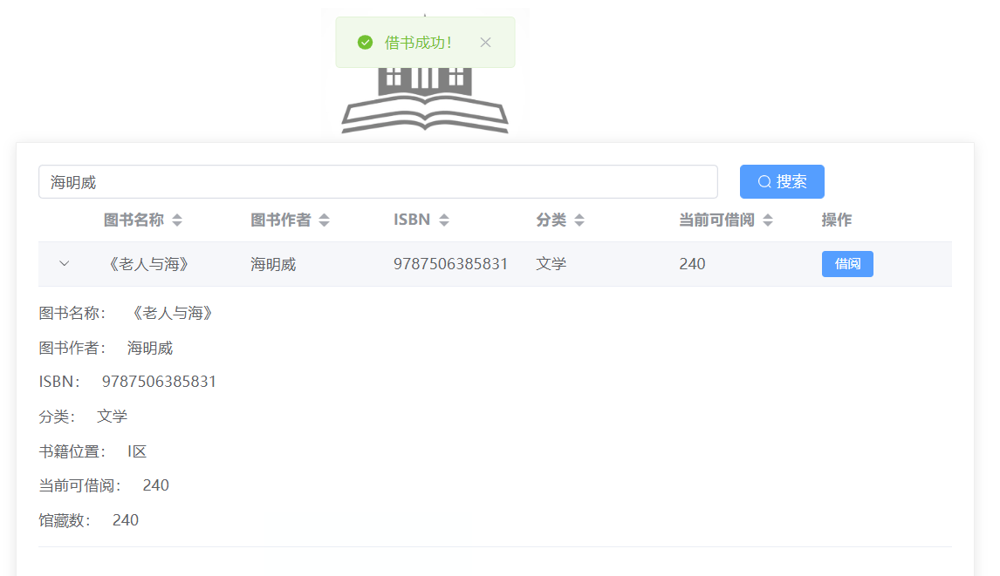 借书成功！
海明威
搜索
图书名称 图书作者 ISBN 分类 当前可借阅 操作
《老人与海》 海明威 9787506385831 文学 240 借阅
图书名称： 《老人与海》
图书作者： 海明威
ISBN： 9787506385831
分类： 文学
书籍位置： I区
当前可借阅： 240
馆藏数： 240